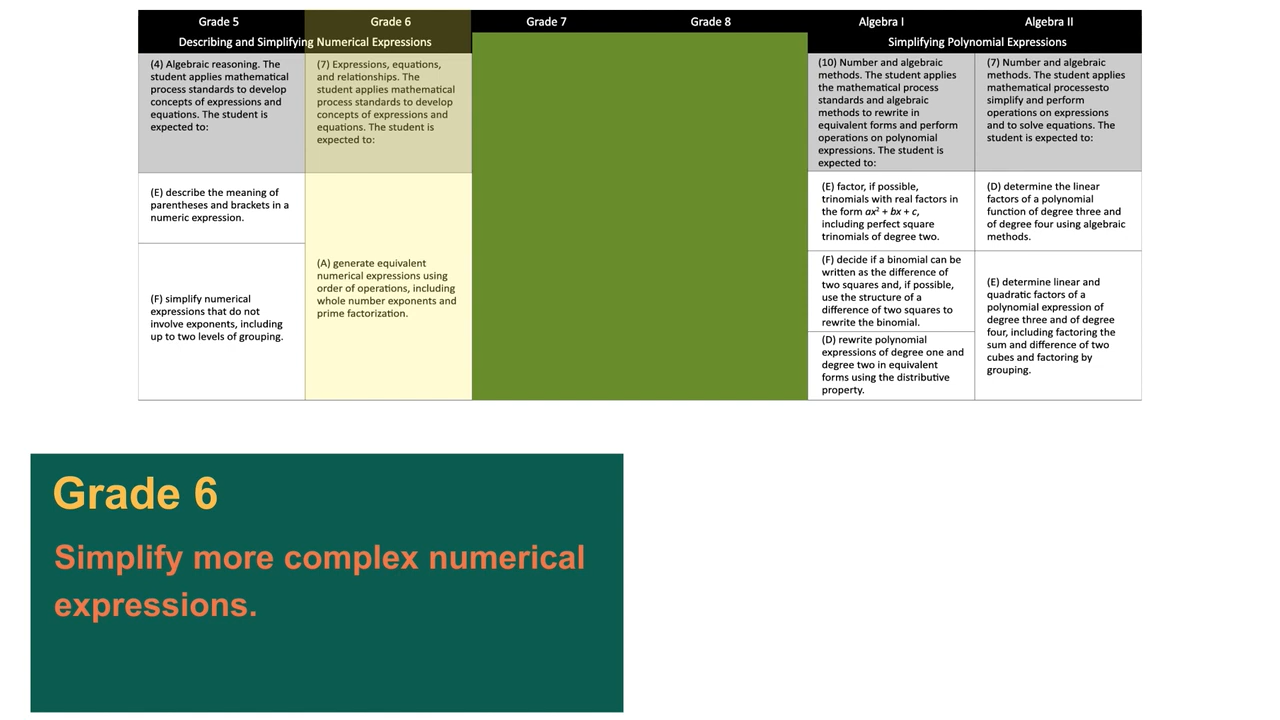 Grade 5
Grade 6
Grade 7
Grade 8
Algebra I
Algebra II
Describing and Simplifying Numerical Expressions
Simplifying Polynomial Expressions
(4) Algebraic reasoning. The
student applies mathematical
process standards to develop
concepts of expressions and
equations. The student is
expected to:
(7) Expressions, equations,
and relationships. The
student applies mathematical
process standards to develop
concepts of expressions and
equations. The student is
expected to:
(10) Number and algebraic
methods. The student applies
the mathematical process
standards and algebraic
methods to rewrite in
equivalent forms and perform
operations on polynomial
expressions. The student is
expected to:
(7) Number and algebraic
methods. The student applies
mathematical processesto
simplify and perform
operations on expressions
and to solve equations. The
student is expected to:
(E) describe the meaning of
parentheses and brackets in a
numeric expression.
(F) simplify numerical
expressions that do not
involve exponents, including
up to two levels of grouping.
(A) generate equivalent
numerical expressions using
order of operations, including
whole number exponents and
prime factorization.
(E) factor, if possible,
trinomials with real factors in
the form ax² + bx + c,
including perfect square
trinomials of degree two.
(F) decide if a binomial can be
written as the difference of
two squares and, if possible,
use the structure of a
difference of two squares to
rewrite the binomial.
(D) rewrite polynomial
expressions of degree one and
degree two in equivalent
forms using the distributive
property.
(D) determine the linear
factors of a polynomial
function of degree three and
of degree four using algebraic
methods.
(E) determine linear and
quadratic factors of a
polynomial expression of
degree three and of degree
four, including factoring the
sum and difference of two
cubes and factoring by
grouping.
Grade 6
Simplify more complex numerical
expressions.